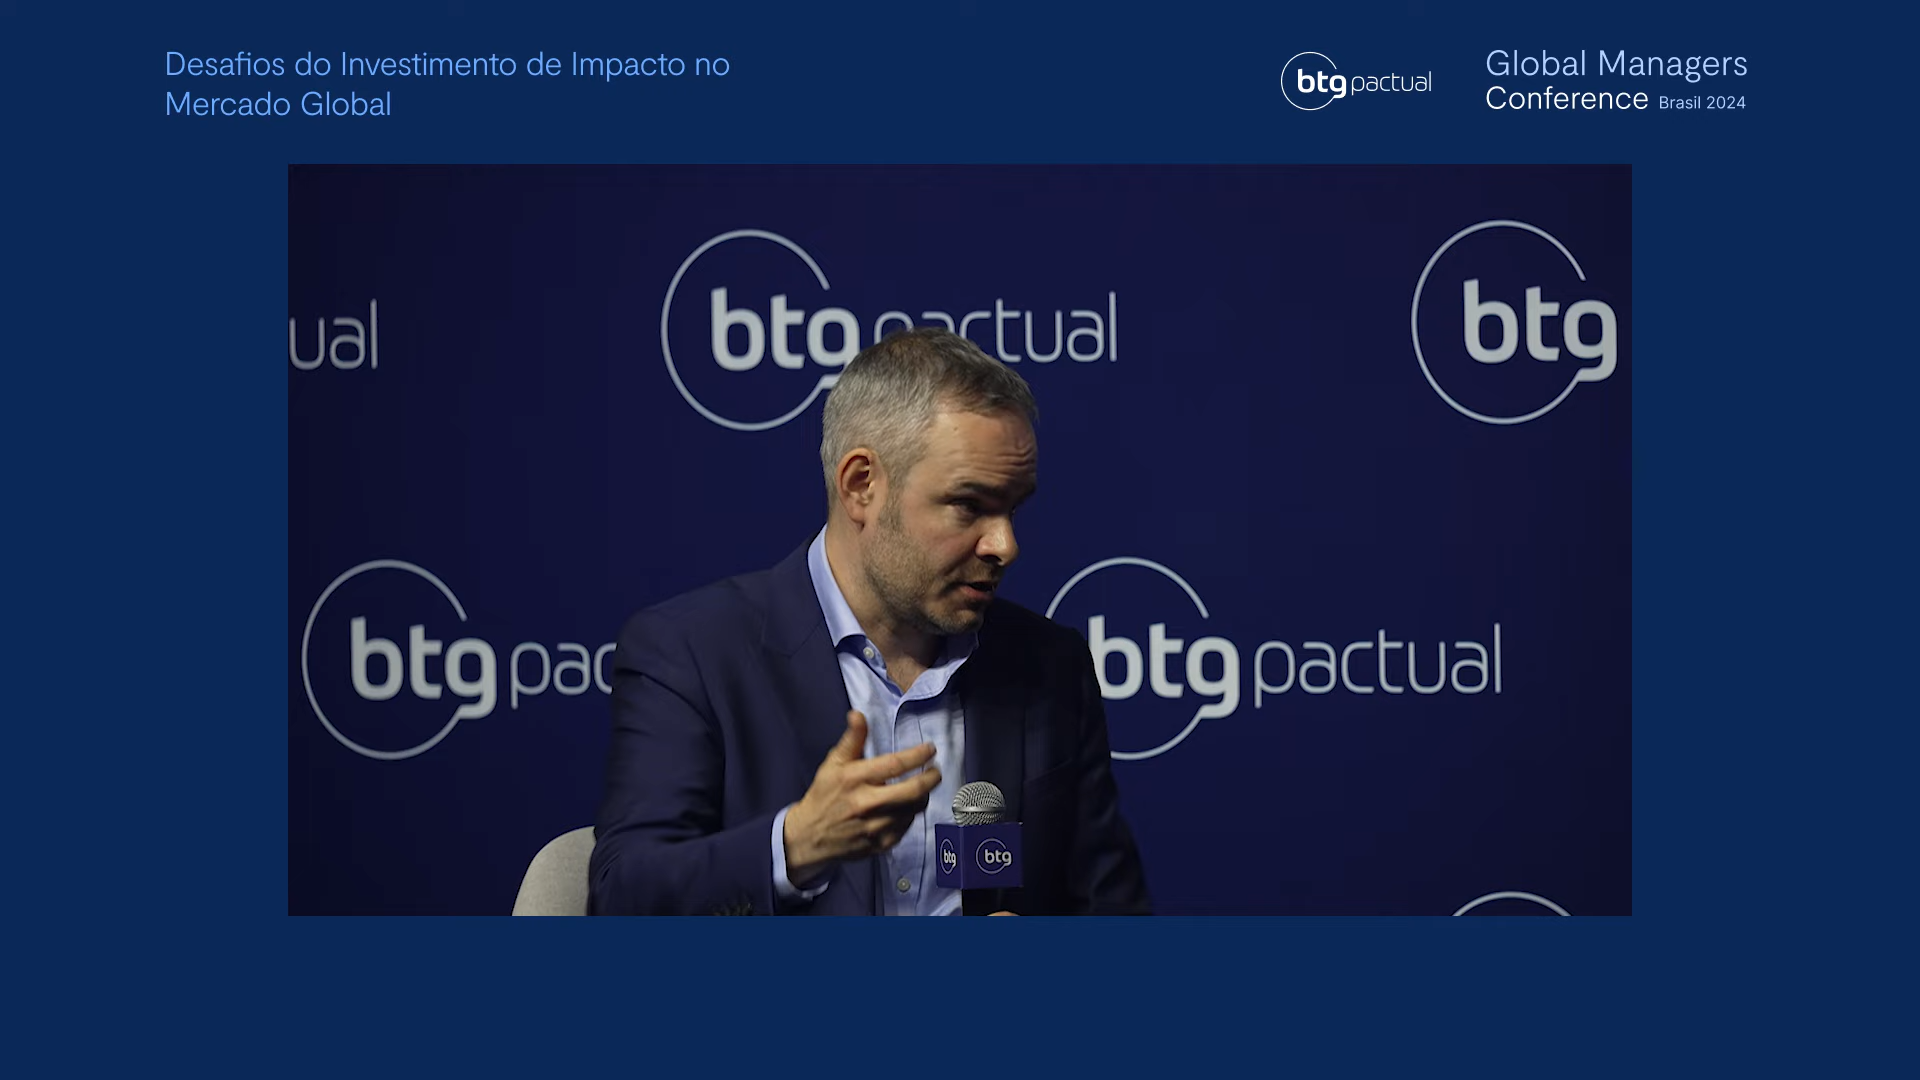 Desafios do Investimento de Impacto no
Mercado Global
btg pactual
Global Managers
Conference Brasil 2024
ual
btg pactual
btg
btg pac
btg pactual
btg
btg